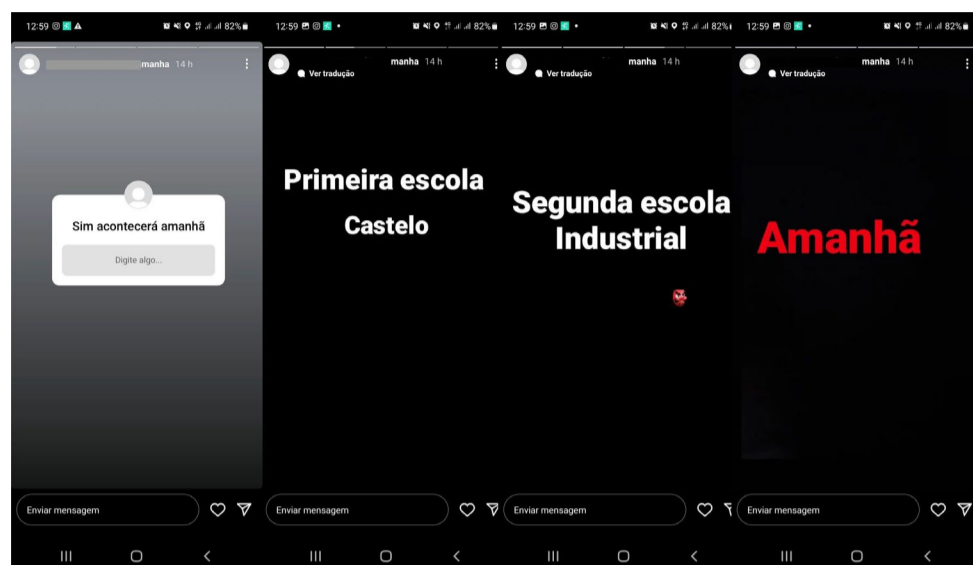 12:59
82%
manha 14 h
Sim acontecerá amanhã
Digite algo...
Enviar mensagem
12:59
82%
manha 14 h
Ver tradução
Primeira escola
Castelo
Enviar mensagem
12:59
82%
manha 14 h
Ver tradução
Segunda escola
Industrial
Enviar mensagem
12:59
82%
manha 14 h
Ver tradução
Amanhã
Enviar mensagem